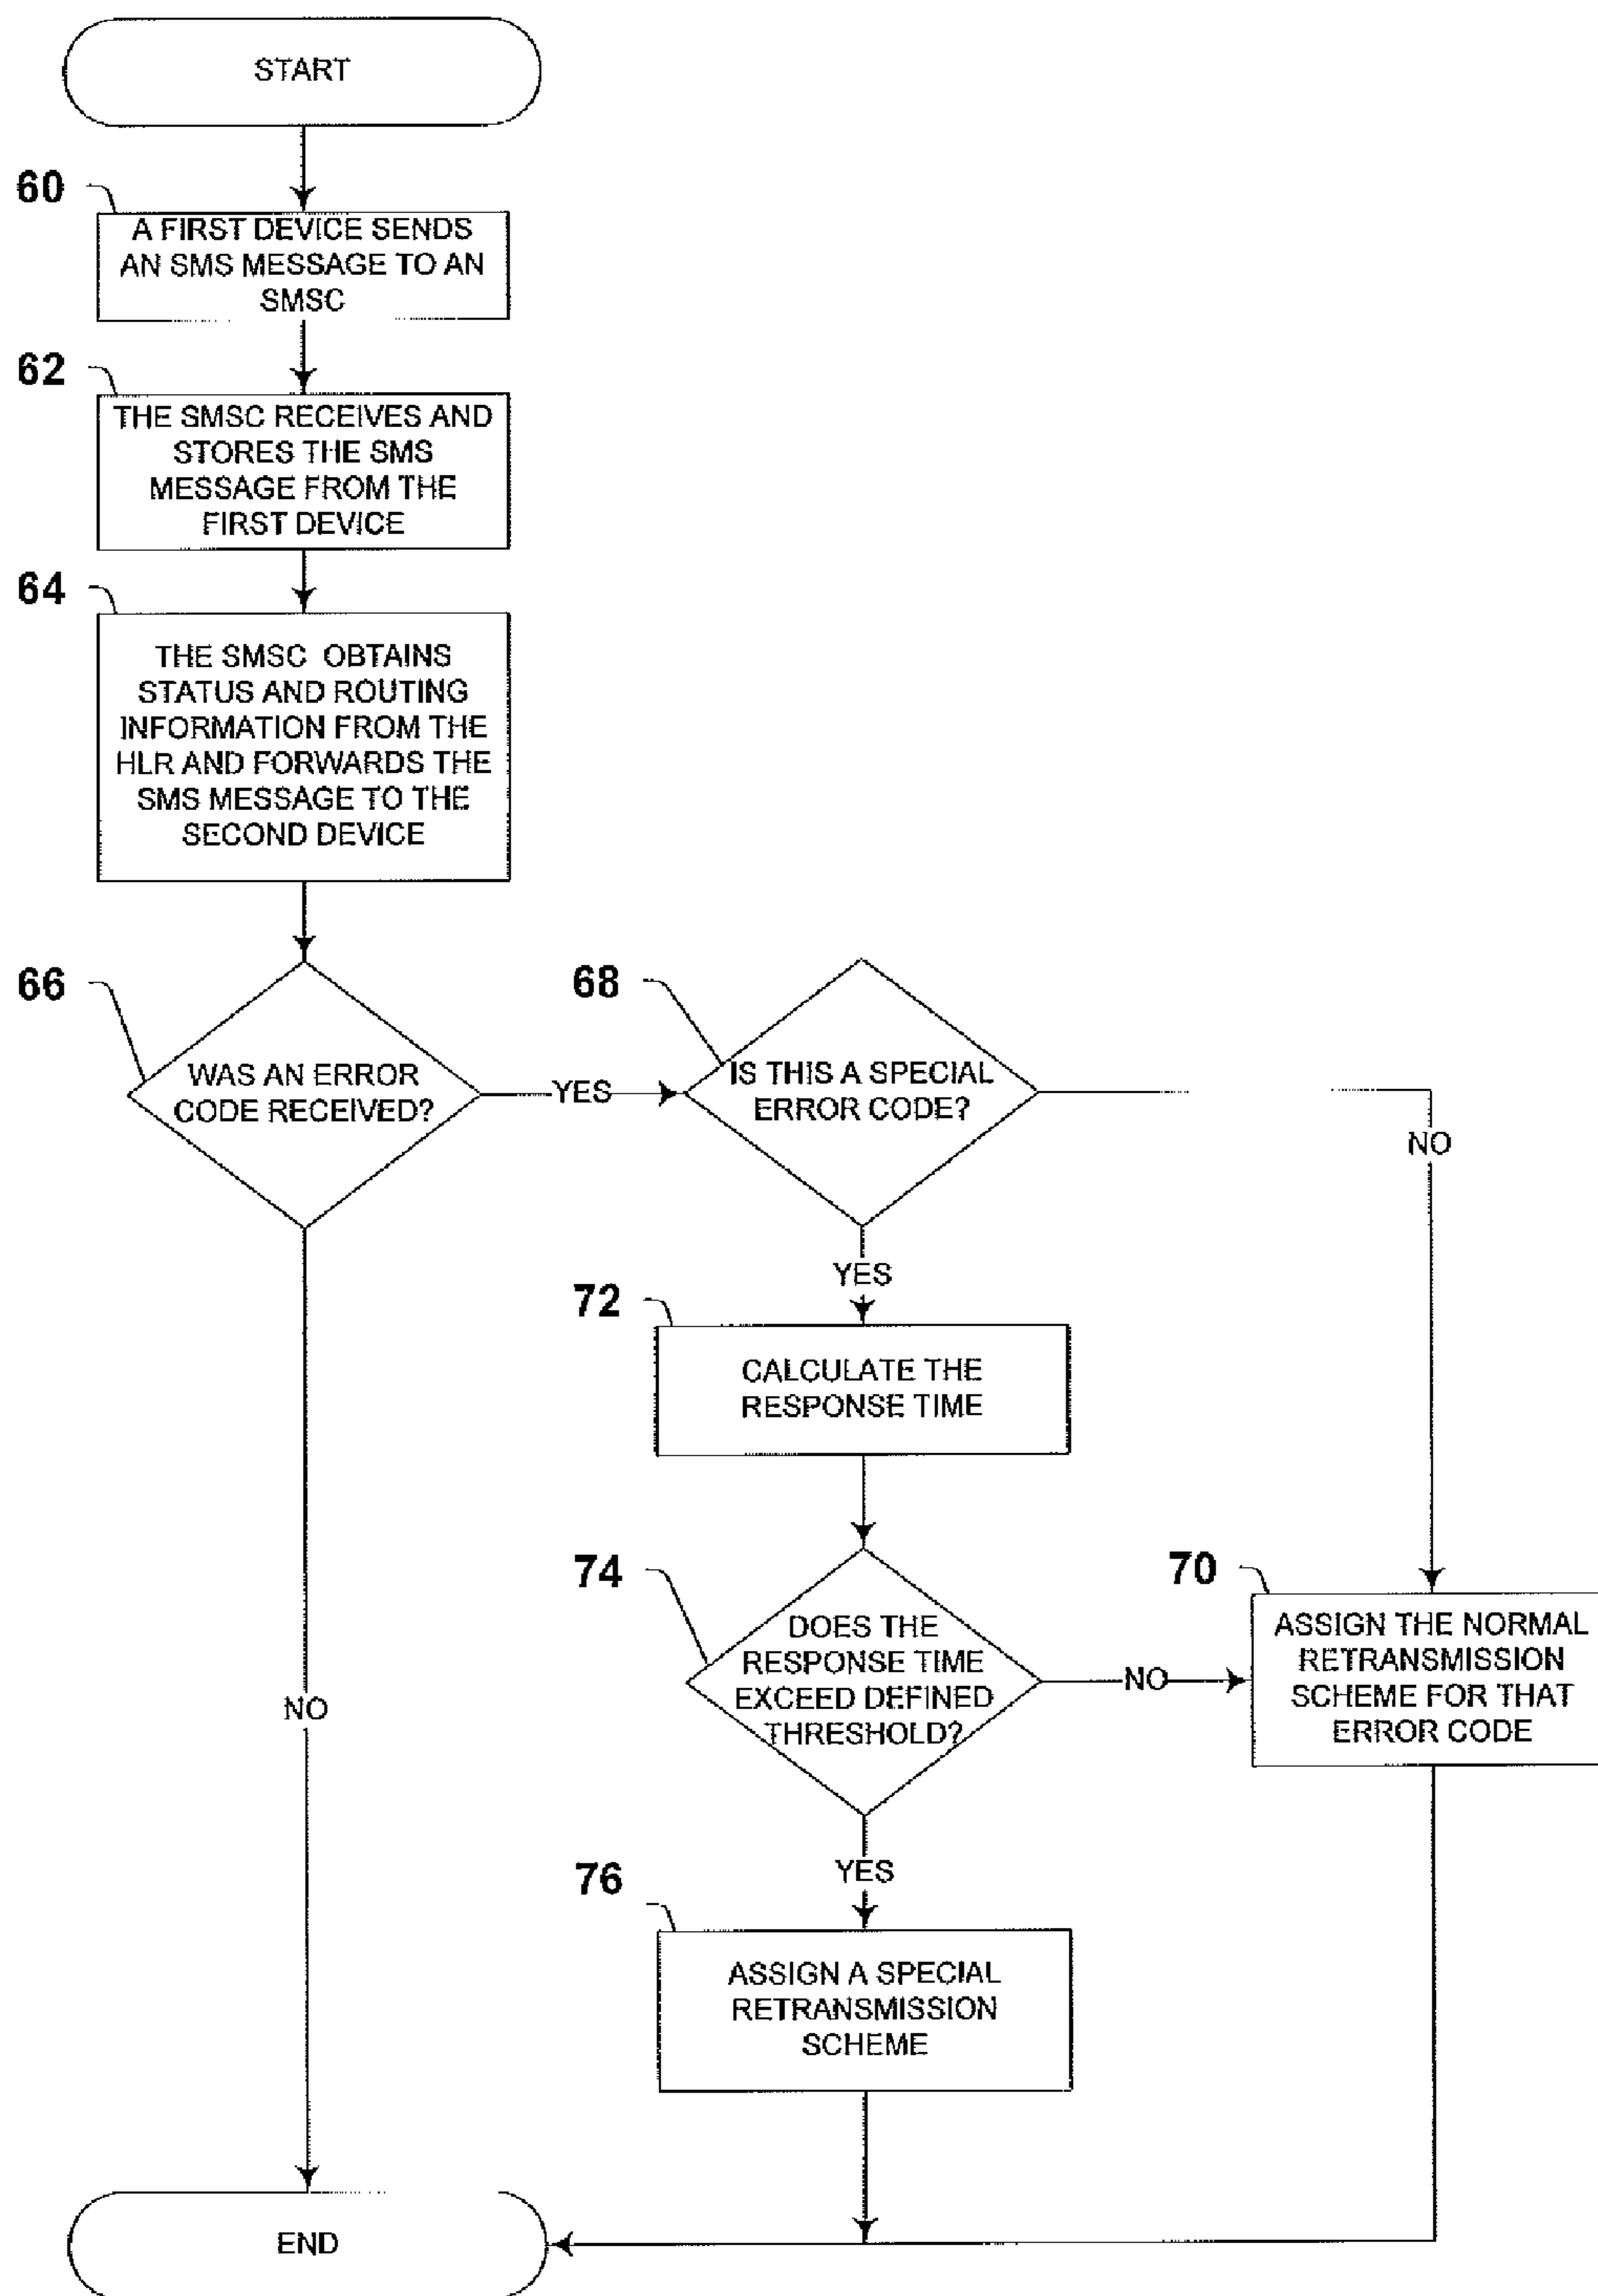 START
60
A FIRST DEVICE SENDS
AN SMS MESSAGE TO AN
SMSC
62
THE SMSC RECEIVES AND
STORES THE SMS
MESSAGE FROM THE
FIRST DEVICE
64
THE SMSC OBTAINS
STATUS AND ROUTING
INFORMATION FROM THE
HLR AND FORWARDS THE
SMS MESSAGE TO THE
SECOND DEVICE
66
WAS AN ERROR
CODE RECEIVED?
YES
68
IS THIS A SPECIAL
ERROR CODE?
NO
YES
72
CALCULATE THE
RESPONSE TIME
74
DOES THE
RESPONSE TIME
EXCEED DEFINED
THRESHOLD?
NO
70
ASSIGN THE NORMAL
RETRANSMISSION
SCHEME FOR THAT
ERROR CODE
NO
YES
76
ASSIGN A SPECIAL
RETRANSMISSION
SCHEME
END